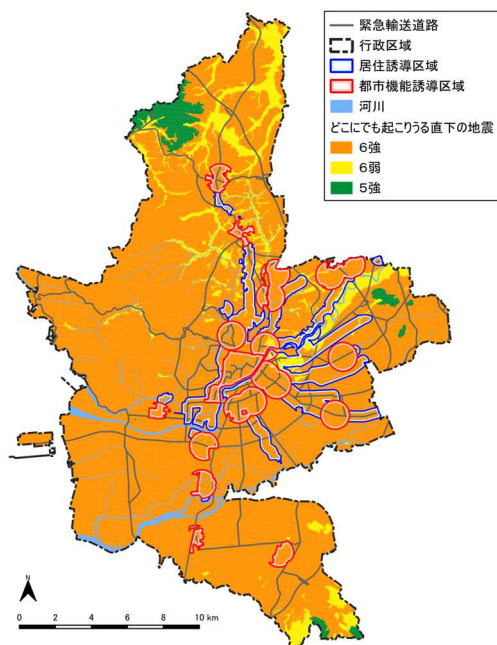 緊急輸送道路
行政区域
居住誘導区域
都市機能誘導区域
河川
どこにでも起こりうる直下の地震
6強
6弱
5強
N
0 2 4 6 8 10 km